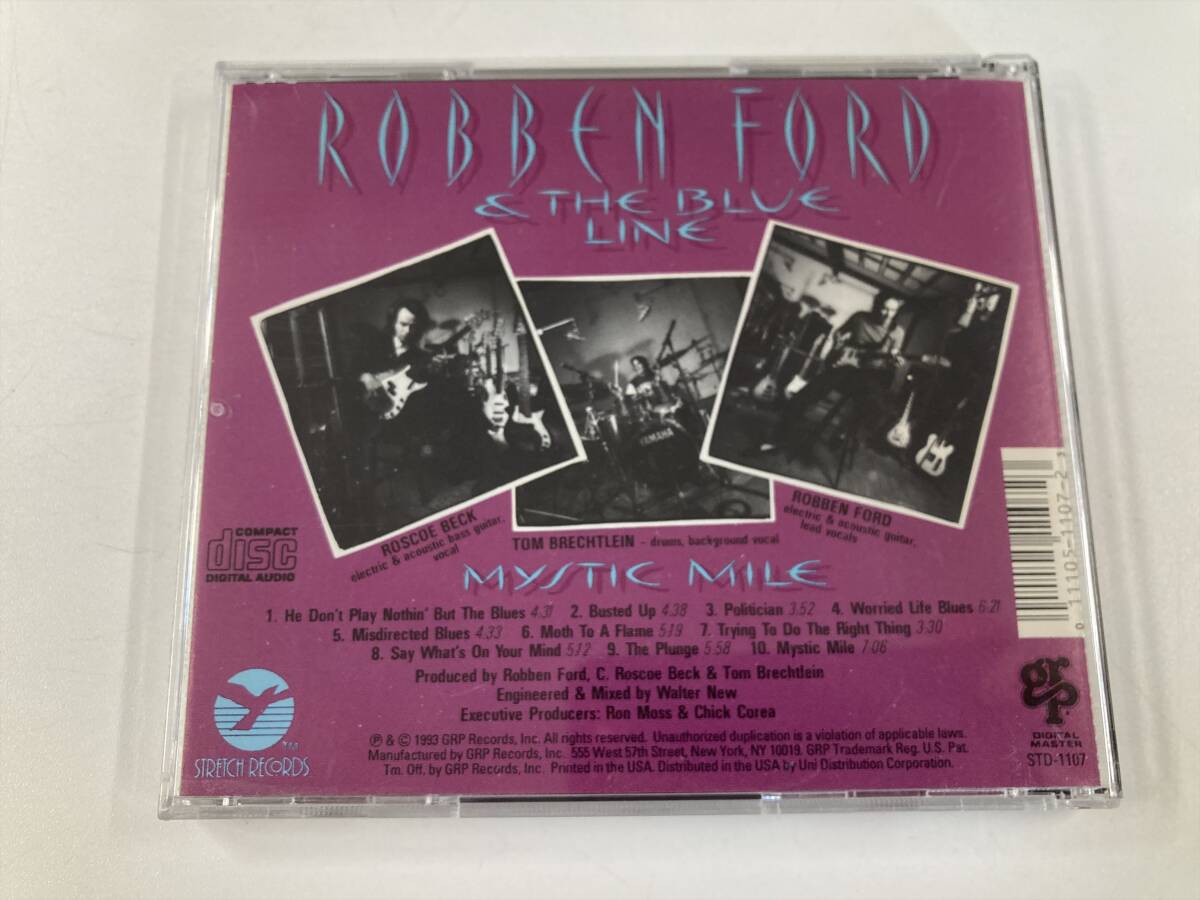 ROBBEN FORD
& THE BLUE
LINE
YAMAHA
ROSCOE BECK
electric & acoustic bass guitar,
vocal
TOM BRECHTLEIN - drums, background vocal
ROBBEN FORD
electric & acoustic guitar,
lead vocals
COMPACT
disc
DIGITAL AUDIO
MYSTIC MILE
1. He Don't Play Nothin' But The Blues 4:31 2. Busted Up 4:38 3. Politician 3:52 4. Worried Life Blues 6:21
5. Misdirected Blues 4:33 6. Moth To A Flame 5:19 7. Trying To Do The Right Thing 3:30
8. Say What's On Your Mind 5:12 9. The Plunge 5:58 10. Mystic Mile 7:06
Produced by Robben Ford, C. Roscoe Beck & Tom Brechtlein
Engineered & Mixed by Walter New
Executive Producers: Ron Moss & Chick Corea
℗ & © 1993 GRP Records, Inc. All rights reserved. Unauthorized duplication is a violation of applicable laws.
Manufactured by GRP Records, Inc. 555 West 57th Street, New York, NY 10019. GRP Trademark Reg. U.S. Pat.
Tm. Off. by GRP Records, Inc. Printed in the USA. Distributed in the USA by Uni Distribution Corporation.
TM
STRETCH RECORDS
0 11105-1107-2
grp
DIGITAL
MASTER
STD-1107